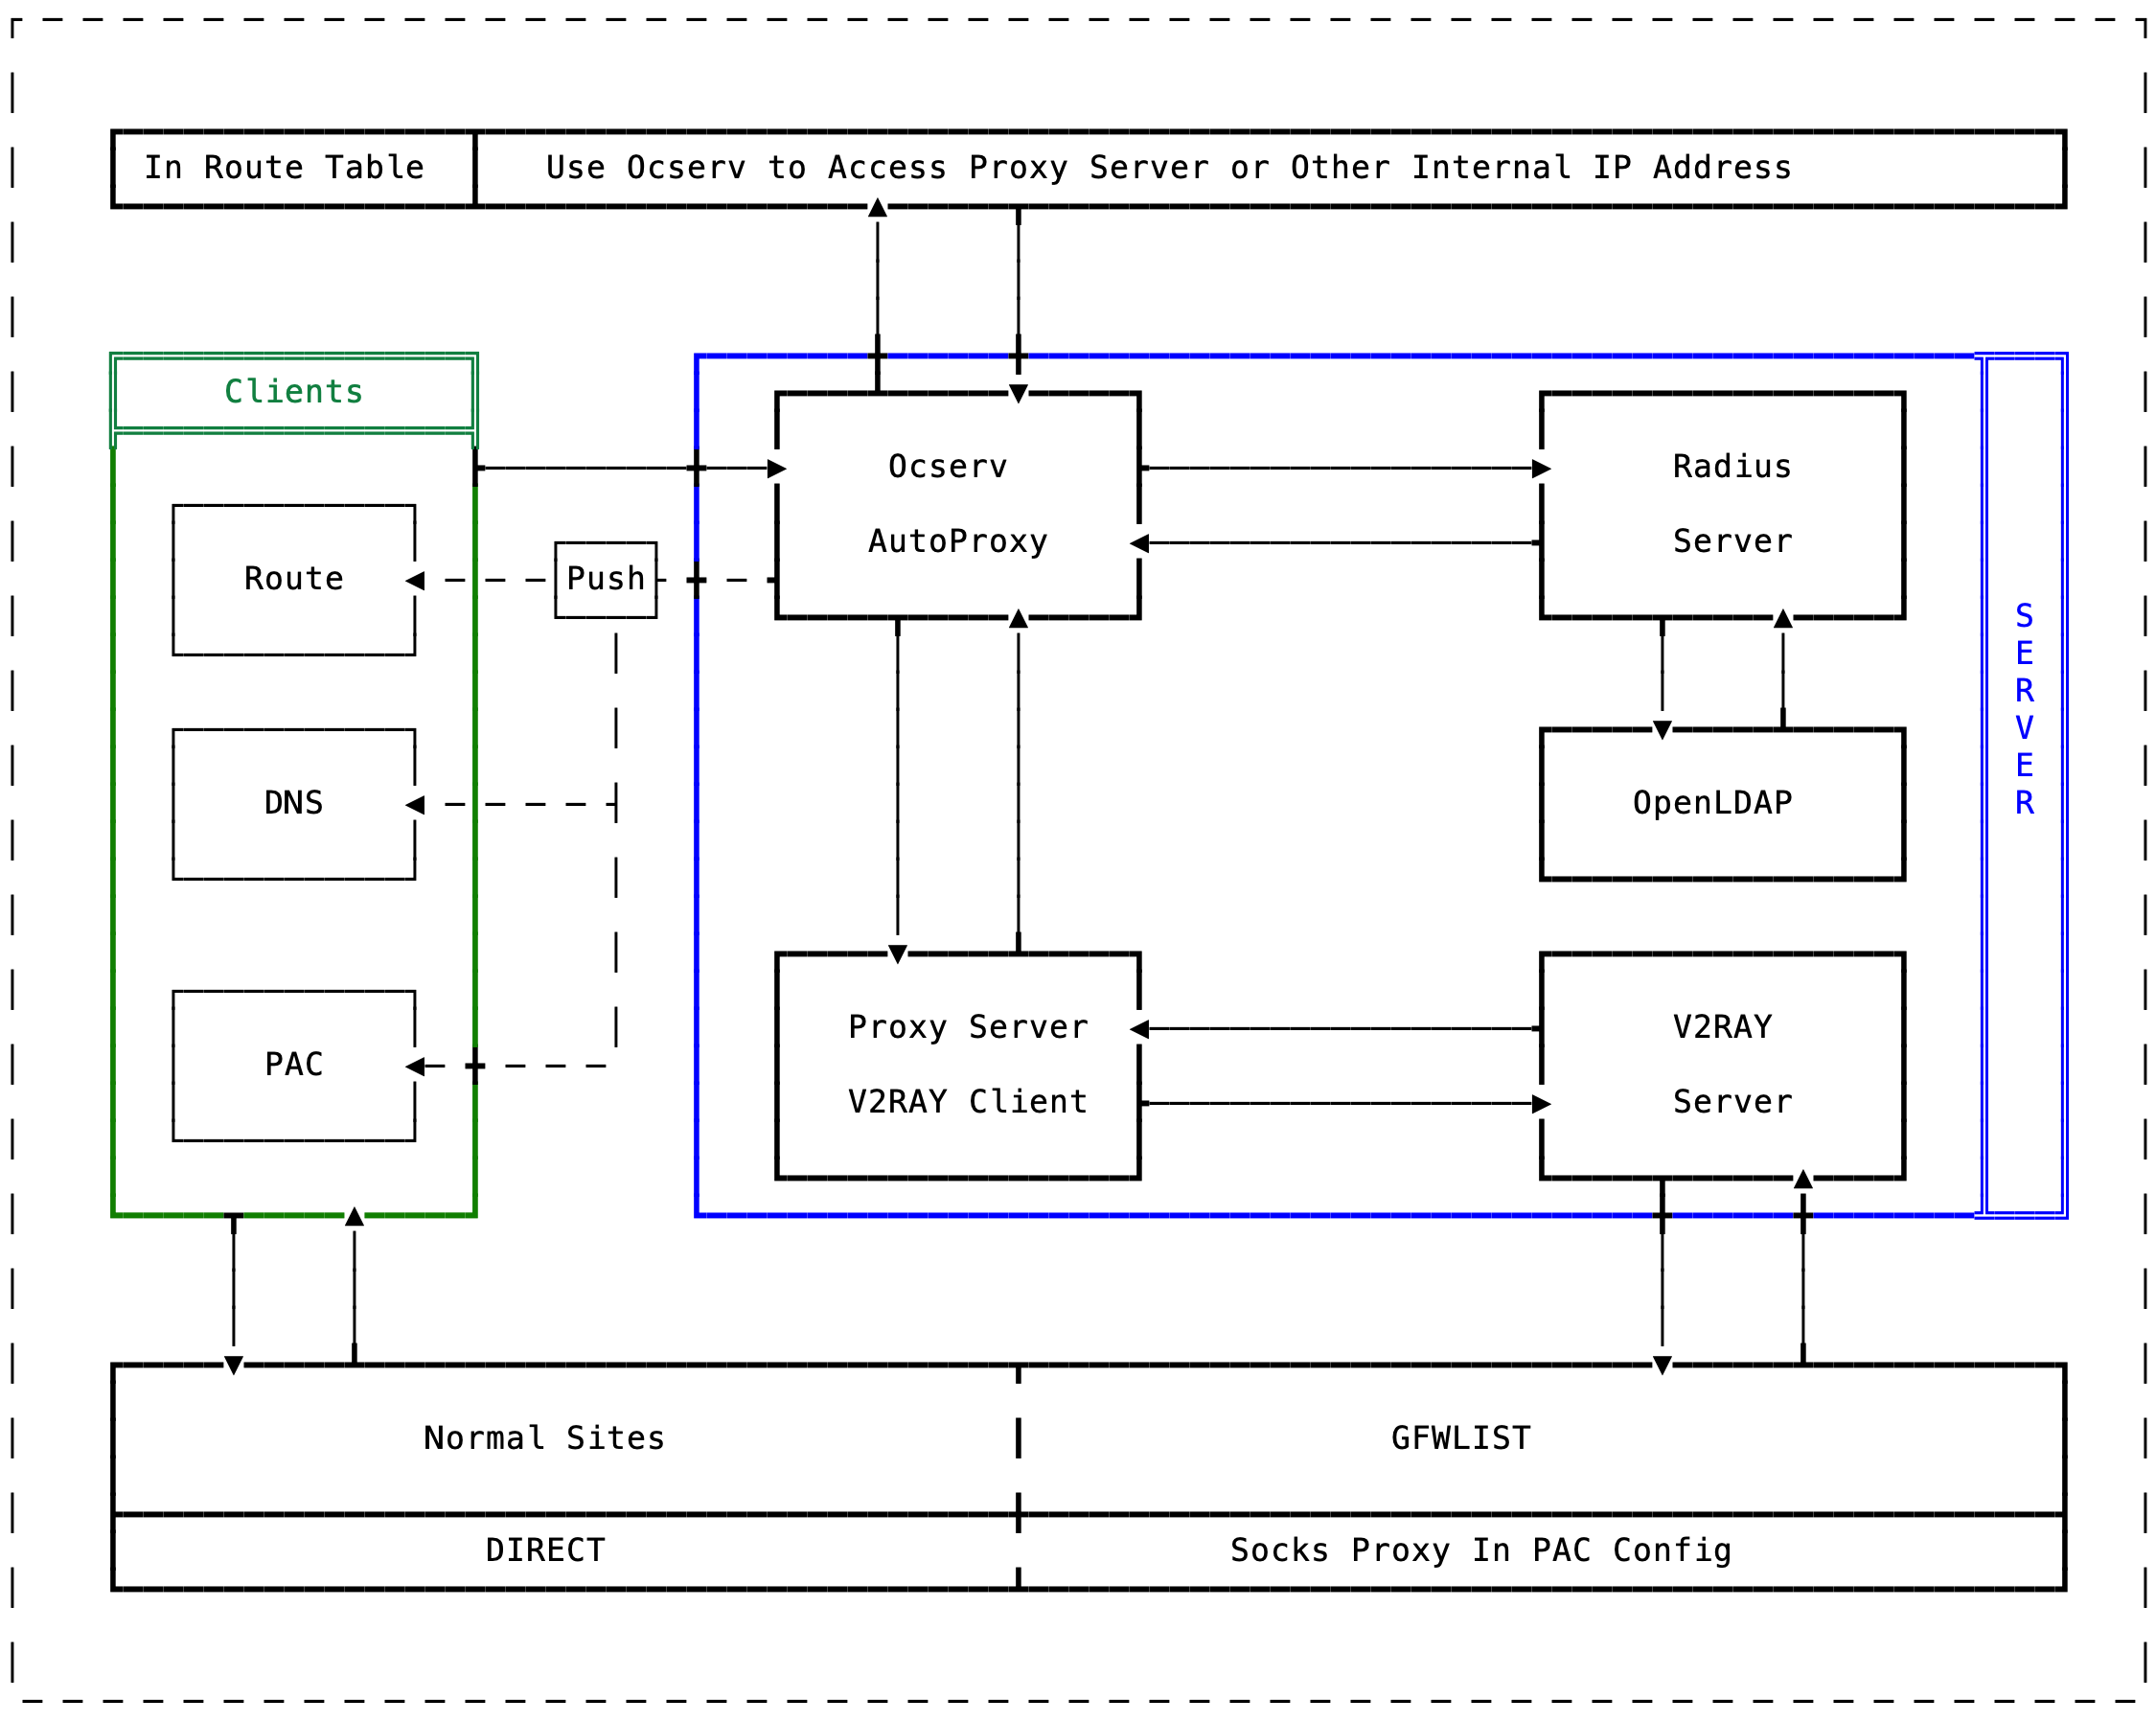 In Route Table
Use Ocserv to Access Proxy Server or Other Internal IP Address
Clients
Route
DNS
PAC
Push
Ocserv
AutoProxy
Radius
Server
OpenLDAP
Proxy Server
V2RAY Client
V2RAY
Server
S
E
R
V
E
R
Normal Sites
GFWLIST
DIRECT
Socks Proxy In PAC Config